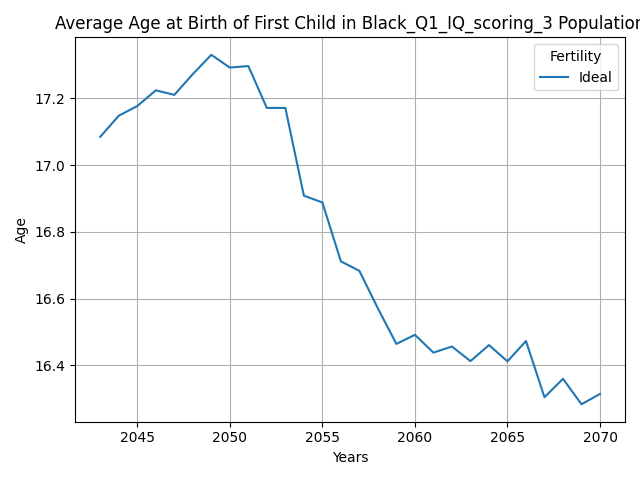 Average Age at Birth of First Child in Black_Q1_IQ_scoring_3 Population
Fertility
Ideal
Age
17.2
17.0
16.8
16.6
16.4
2045 2050 2055 2060 2065 2070
Years